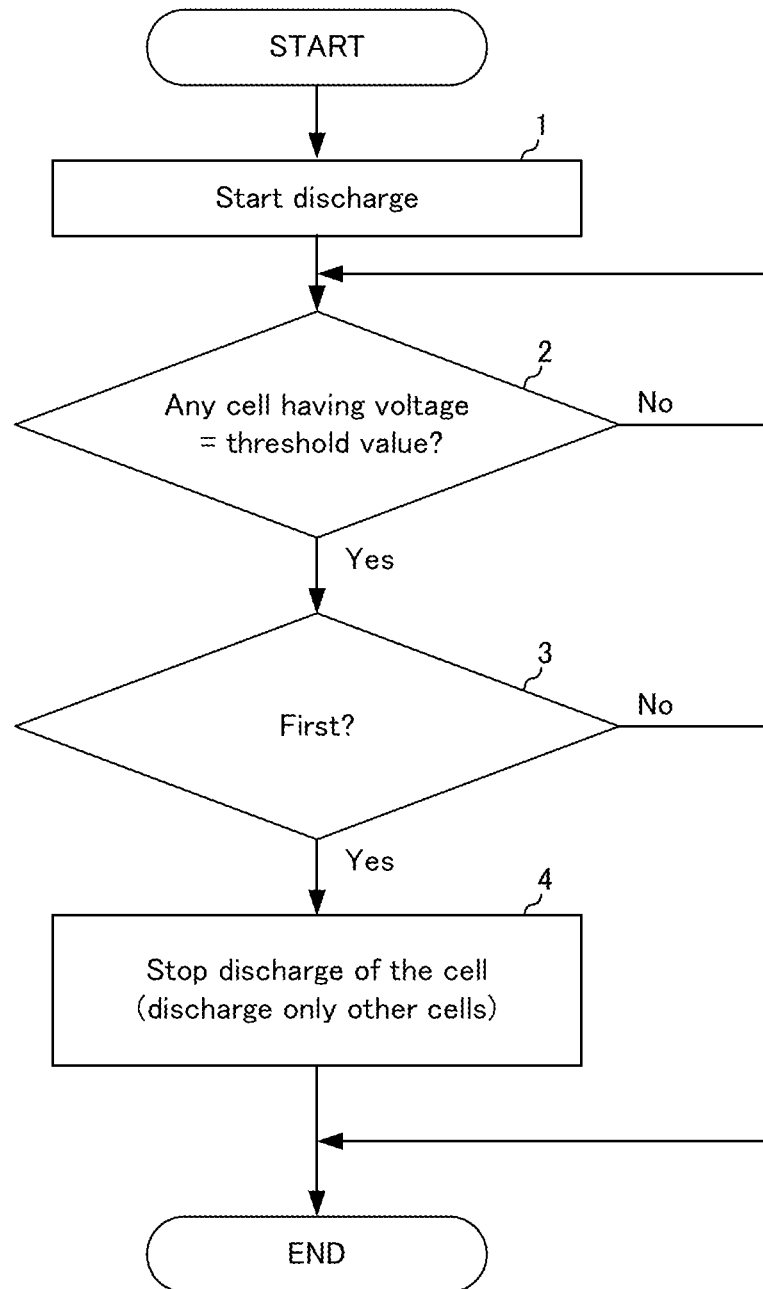 START
1
Start discharge
2
Any cell having voltage
= threshold value?
No
Yes
3
First?
No
Yes
4
Stop discharge of the cell
(discharge only other cells)
END